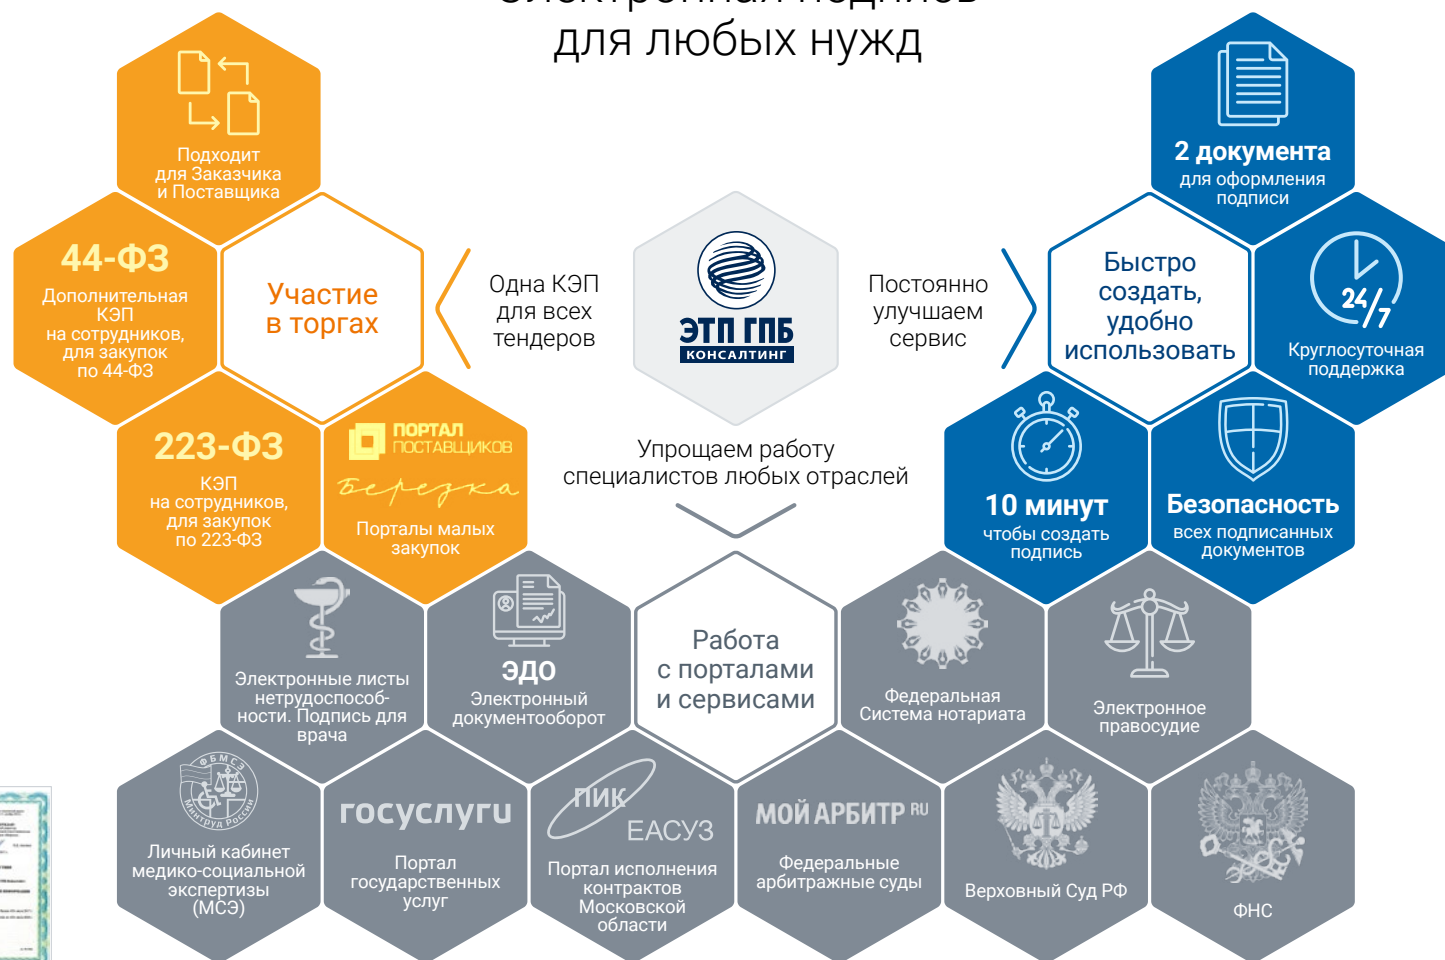 Электронная подпись
для любых нужд
Подходит
для Заказчика
и Поставщика
44-ФЗ
Дополнительная
КЭП
на сотрудников,
для закупок
по 44-ФЗ
Участие
в торгах
223-ФЗ
КЭП
на сотрудников,
для закупок
по 223-ФЗ
ПОРТАЛ
ПОСТАВЩИКОВ
Березка
Порталы малых
закупок
Одна КЭП
для всех
тендеров
ЭТП ГПБ
КОНСАЛТИНГ
Постоянно
улучшаем
сервис
Упрощаем работу
специалистов любых отраслей
2 документа
для оформления
подписи
Быстро
создать,
удобно
использовать
24/7
Круглосуточная
поддержка
10 минут
чтобы создать
подпись
Безопасность
всех подписанных
документов
Электронные листы
нетрудоспособ-
ности. Подпись для
врача
ЭДО
Электронный
документооборот
Работа
с порталами
и сервисами
Федеральная
Система нотариата
Электронное
правосудие
ФБМСЭ
МИНТРУД РОССИИ
Личный кабинет
медико-социальной
экспертизы
(МСЭ)
госуслуги
Портал
государственных
услуг
ПИК
ЕАСУЗ
Портал исполнения
контрактов
Московской
области
МОЙ АРБИТР RU
Федеральные
арбитражные суды
Верховный Суд РФ
ФНС